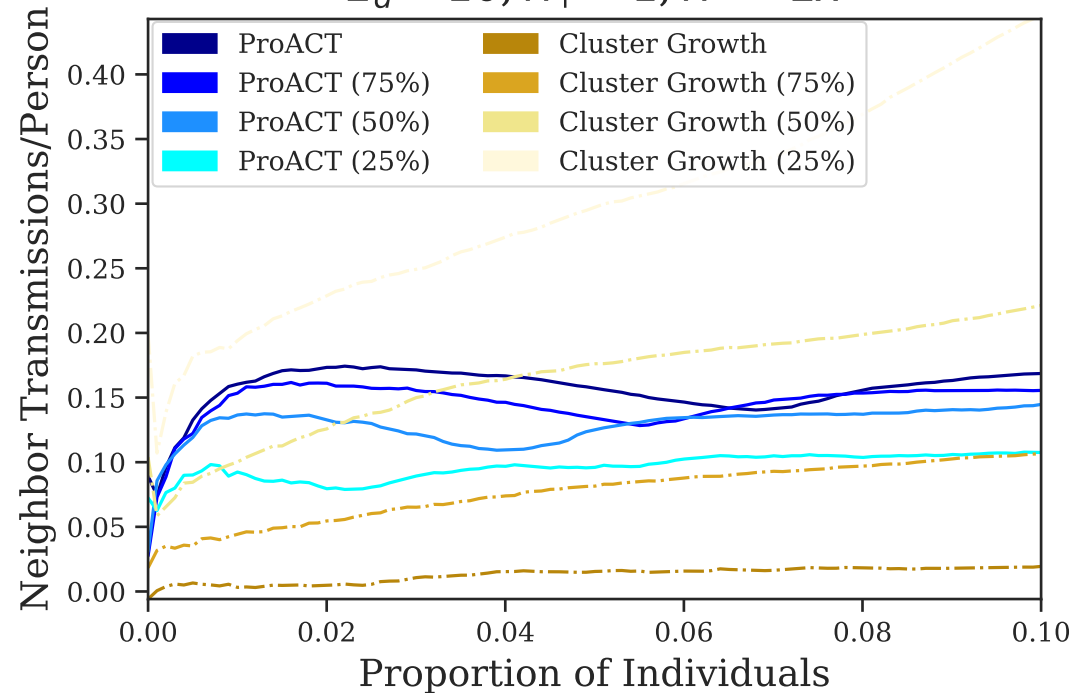 Neighbor Transmissions/Person
0.40
0.35
0.30
0.25
0.20
0.15
0.10
0.05
0.00
ProACT
ProACT (75%)
ProACT (50%)
ProACT (25%)
Cluster Growth
Cluster Growth (75%)
Cluster Growth (50%)
Cluster Growth (25%)
0.00 0.02 0.04 0.06 0.08 0.10
Proportion of Individuals